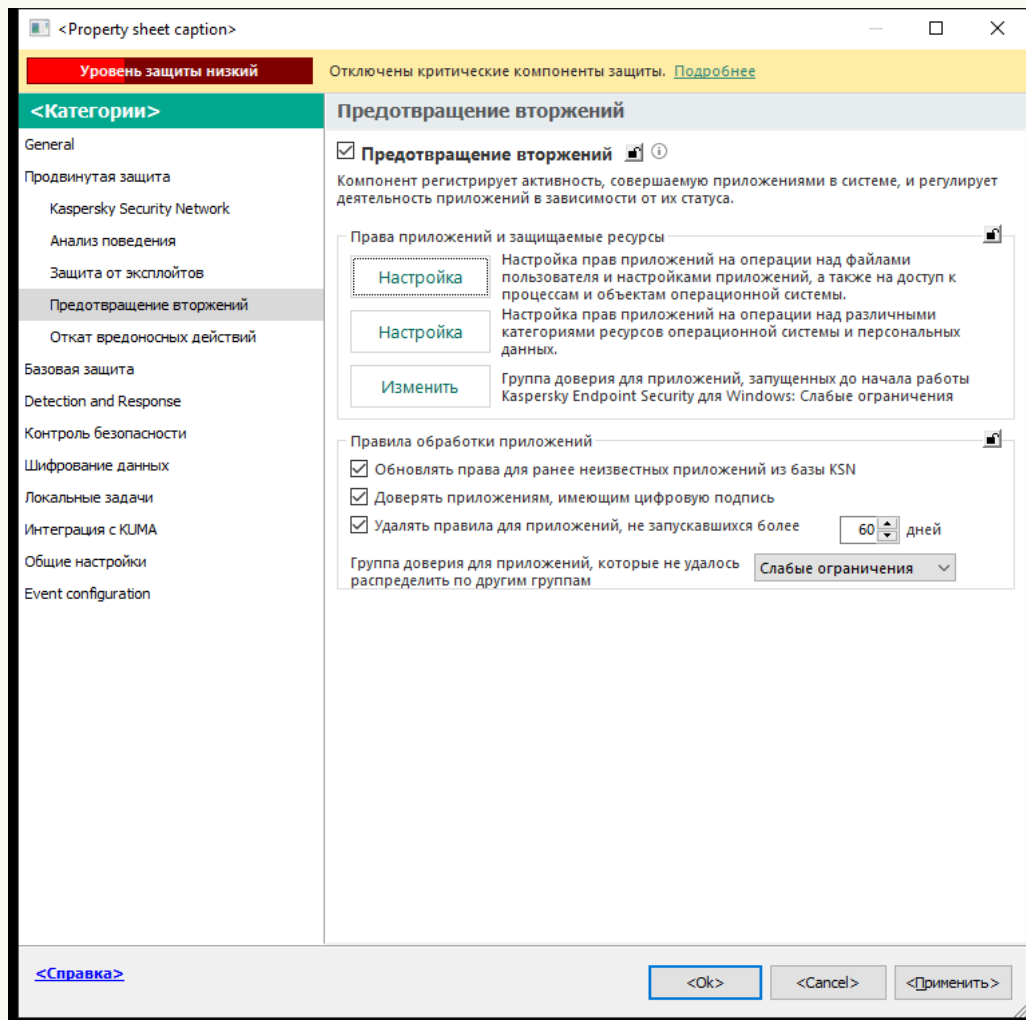 <Property sheet caption>
Уровень защиты низкий
Отключены критические компоненты защиты. Подробнее
<Категории>
General
Продвинутая защита
Kaspersky Security Network
Анализ поведения
Защита от эксплойтов
Предотвращение вторжений
Откат вредоносных действий
Базовая защита
Detection and Response
Контроль безопасности
Шифрование данных
Локальные задачи
Интеграция с KUMA
Общие настройки
Event configuration
Предотвращение вторжений
Предотвращение вторжений
Компонент регистрирует активность, совершаемую приложениями в системе, и регулирует
деятельность приложений в зависимости от их статуса.
Права приложений и защищаемые ресурсы
Настройка
Настройка прав приложений на операции над файлами
пользователя и настройками приложений, а также на доступ к
процессам и объектам операционной системы.
Настройка
Настройка прав приложений на операции над различными
категориями ресурсов операционной системы и персональных
данных.
Изменить
Группа доверия для приложений, запущенных до начала работы
Kaspersky Endpoint Security для Windows: Слабые ограничения
Правила обработки приложений
Обновлять права для ранее неизвестных приложений из базы KSN
Доверять приложениям, имеющим цифровую подпись
Удалять правила для приложений, не запускавшихся более 60 дней
Группа доверия для приложений, которые не удалось
распределить по другим группам
Слабые ограничения
<Справка>
<Ok>
<Cancel>
<Применить>